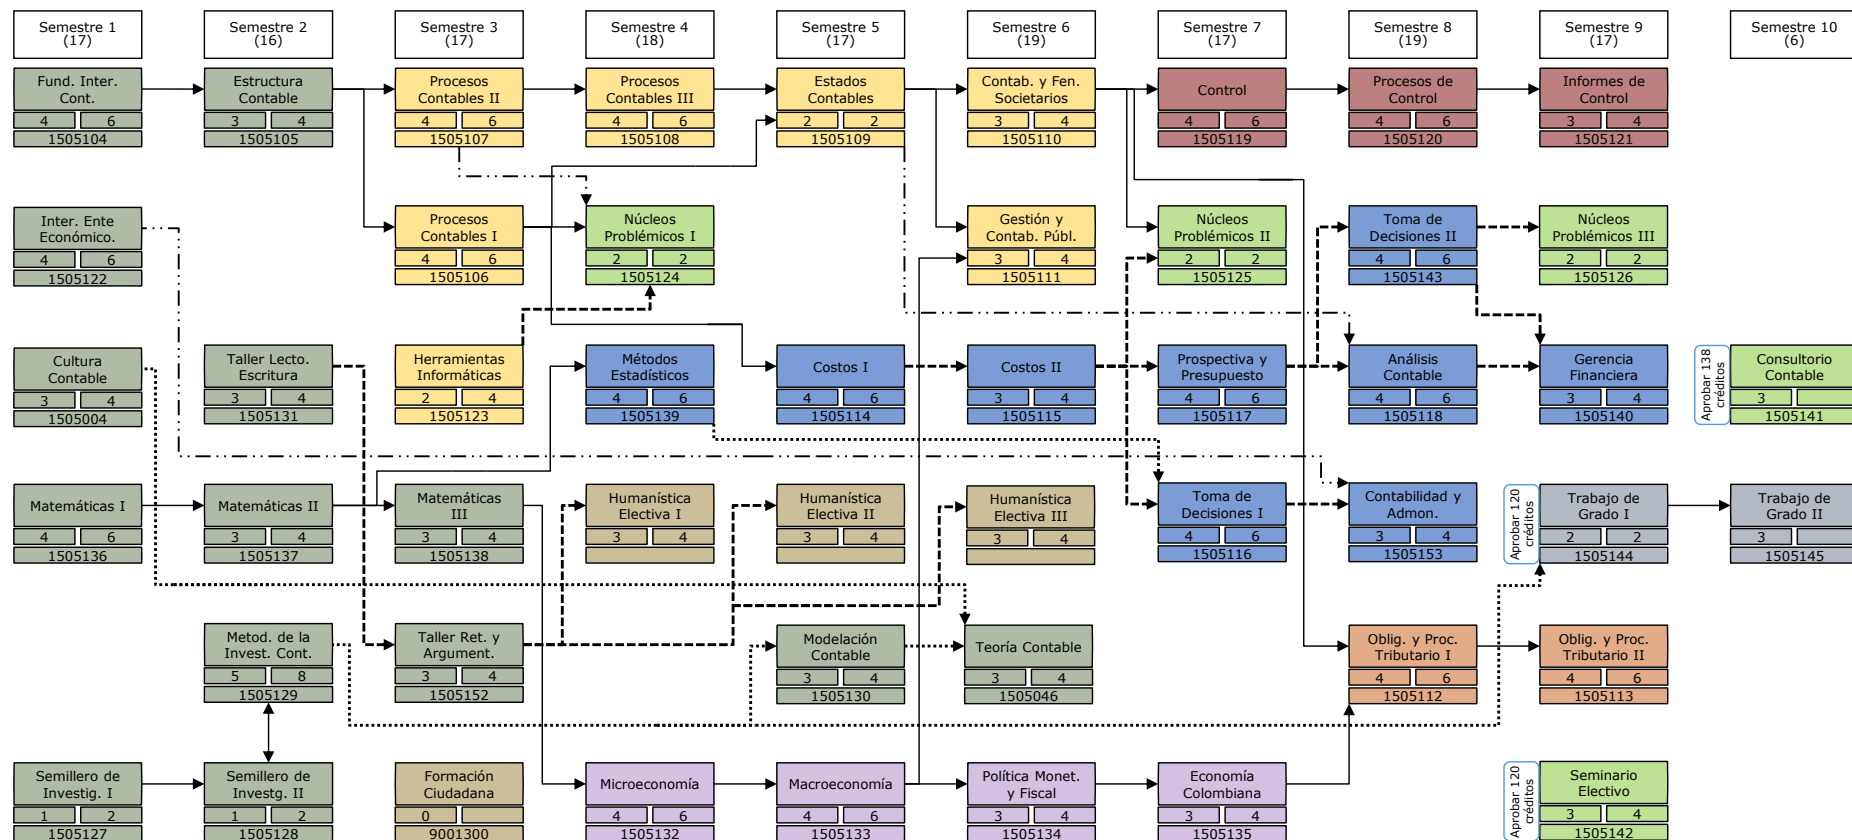 Semestre 1
(17)
Semestre 2
(16)
Semestre 3
(17)
Semestre 4
(18)
Semestre 5
(17)
Semestre 6
(19)
Semestre 7
(17)
Semestre 8
(19)
Semestre 9
(17)
Semestre 10
(6)
Fund. Inter.
Cont.
4 6
1505104
Estructura
Contable
3 4
1505105
Procesos
Contables II
4 6
1505107
Procesos
Contables III
4 6
1505108
Estados
Contables
2 2
1505109
Contab. y Fen.
Societarios
3 4
1505110
Control
4 6
1505119
Procesos de
Control
4 6
1505120
Informes de
Control
3 4
1505121
Inter. Ente
Económico.
4 6
1505122
Procesos
Contables I
4 6
1505106
Núcleos
Problémicos I
2 2
1505124
Gestión y
Contab. Públ.
3 4
1505111
Núcleos
Problémicos II
2 2
1505125
Toma de
Decisiones II
4 6
1505143
Núcleos
Problémicos III
2 2
1505126
Cultura
Contable
3 4
1505004
Taller Lecto.
Escritura
3 4
1505131
Herramientas
Informáticas
2 4
1505123
Métodos
Estadísticos
4 6
1505139
Costos I
4 6
1505114
Costos II
3 4
1505115
Prospectiva y
Presupuesto
4 6
1505117
Análisis
Contable
4 6
1505118
Gerencia
Financiera
3 4
1505140
Aprobar 138
créditos
Consultorio
Contable
3
1505141
Matemáticas I
4 6
1505136
Matemáticas II
3 4
1505137
Matemáticas
III
3 4
1505138
Humanística
Electiva I
3 4
Humanística
Electiva II
3 4
Humanística
Electiva III
3 4
Toma de
Decisiones I
4 6
1505116
Contabilidad y
Admon.
3 4
1505153
Aprobar 120
créditos
Trabajo de
Grado I
2 2
1505144
Trabajo de
Grado II
3
1505145
Metod. de la
Invest. Cont.
5 8
1505129
Taller Ret. y
Argument.
3 4
1505152
Modelación
Contable
3 4
1505130
Teoría Contable
3 4
1505046
Oblig. y Proc.
Tributario I
4 6
1505112
Oblig. y Proc.
Tributario II
4 6
1505113
Semillero de
Investig. I
1 2
1505127
Semillero de
Investg. II
1 2
1505128
Formación
Ciudadana
0
9001300
Microeconomía
4 6
1505132
Macroeconomía
4 6
1505133
Política Monet.
y Fiscal
3 4
1505134
Economía
Colombiana
3 4
1505135
Aprobar 120
créditos
Seminario
Electivo
3 4
1505142